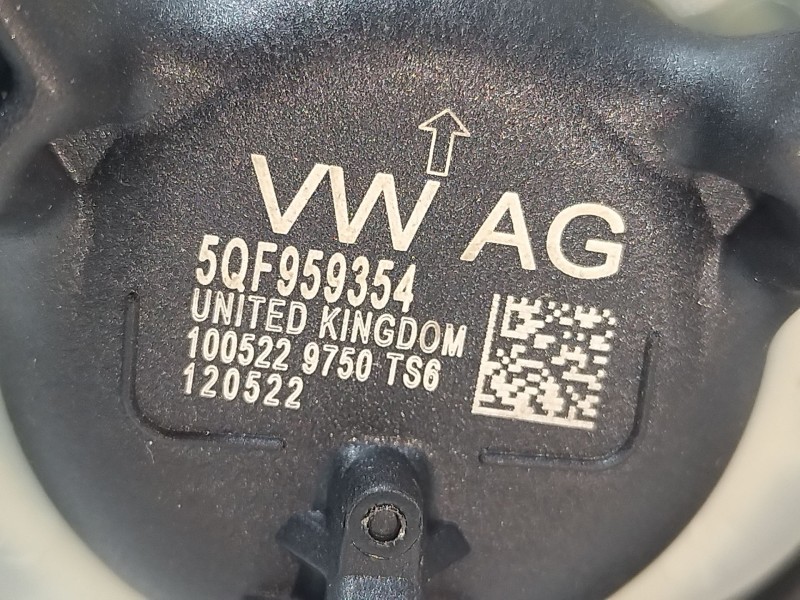 VW AG
5QF959354
UNITED KINGDOM
100522 9750 TS6
120522